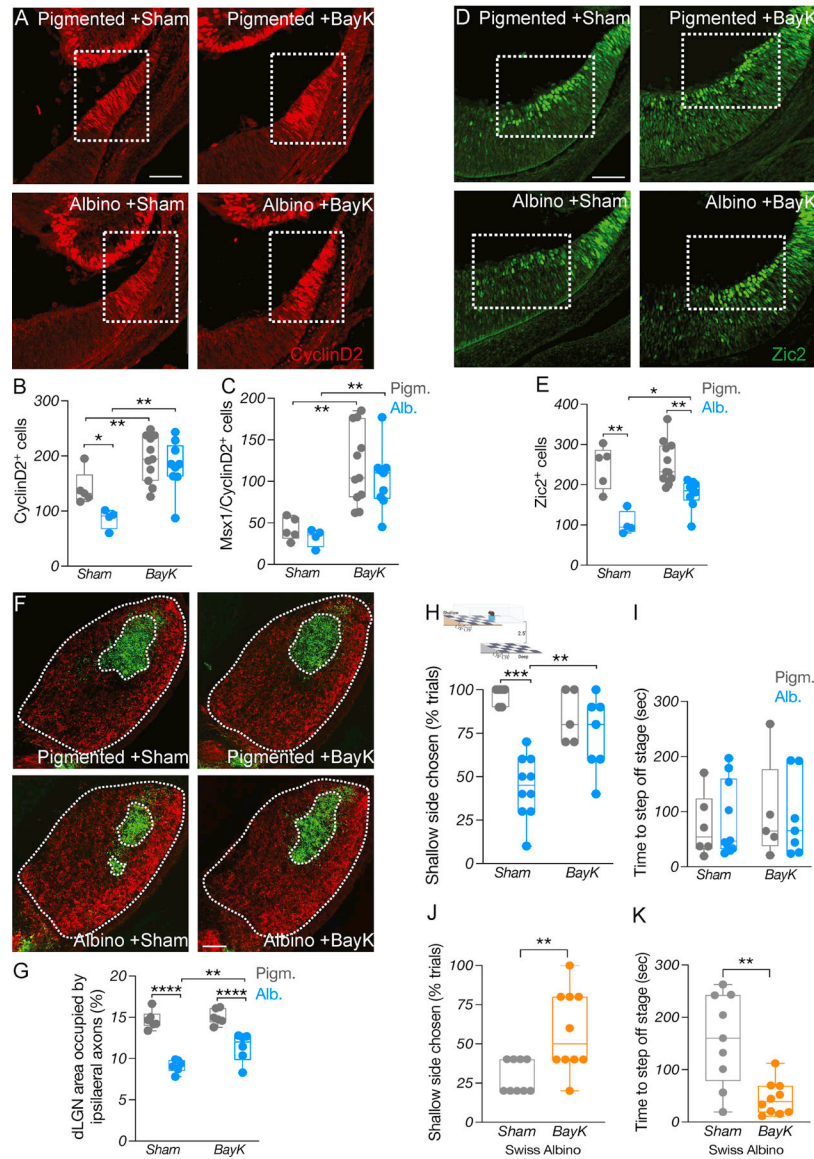 A
Pigmented +Sham
Pigmented +BayK
Albino +Sham
Albino +BayK
CyclinD2
D
Pigmented +Sham
Pigmented +BayK
Albino +Sham
Albino +BayK
Zic2
B
CyclinD2+ cells
300
200
100
0
**
**
*
Sham
BayK
C
Msx1/CyclinD2+ cells
200
150
100
50
0
**
**
Pigm.
Alb.
Sham
BayK
E
Zic2+ cells
400
300
200
100
0
*
**
**
Pigm.
Alb.
Sham
BayK
F
Pigmented +Sham
Pigmented +BayK
Albino +Sham
Albino +BayK
G
dLGN area occupied by
ipsilaeral axons (%)
20
15
10
5
0
**
****
****
Pigm.
Alb.
Sham
BayK
H
Shallow
2.5'
Deep
Shallow side chosen (% trials)
100
75
50
25
0
***
**
Sham
BayK
I
Time to step off stage (sec)
300
200
100
0
Pigm.
Alb.
Sham
BayK
J
Shallow side chosen (% trials)
100
75
50
25
0
**
Sham
BayK
Swiss Albino
K
Time to step off stage (sec)
300
200
100
0
**
Sham
BayK
Swiss Albino